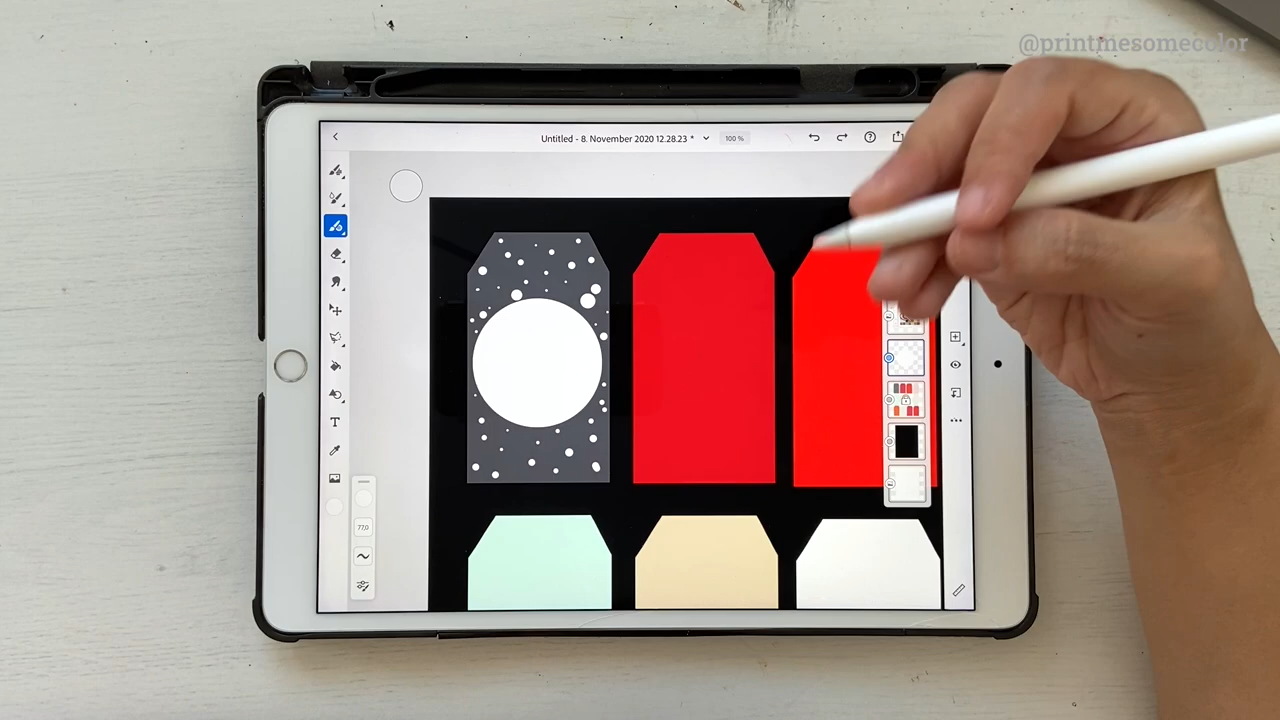 @printmesomecolor
Untitled - 8. November 2020 12.28.23 *
100 %
T
77,0